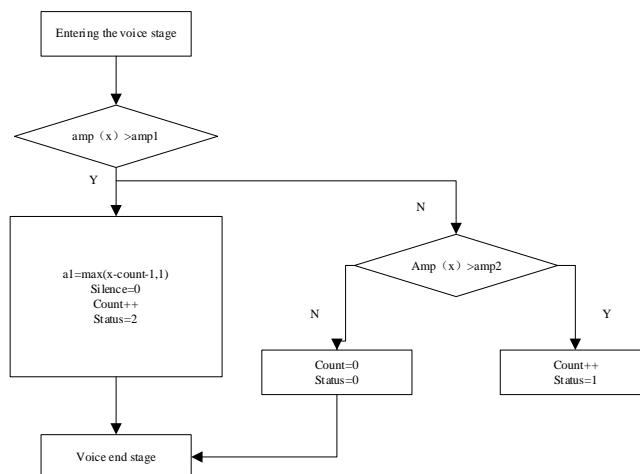 Entering the voice stage
amp（x）>amp1
Y
N
a1=max(x-count-1,1)
Silence=0
Count++
Status=2
Amp（x）>amp2
N
Y
Count=0
Status=0
Count++
Status=1
Voice end stage